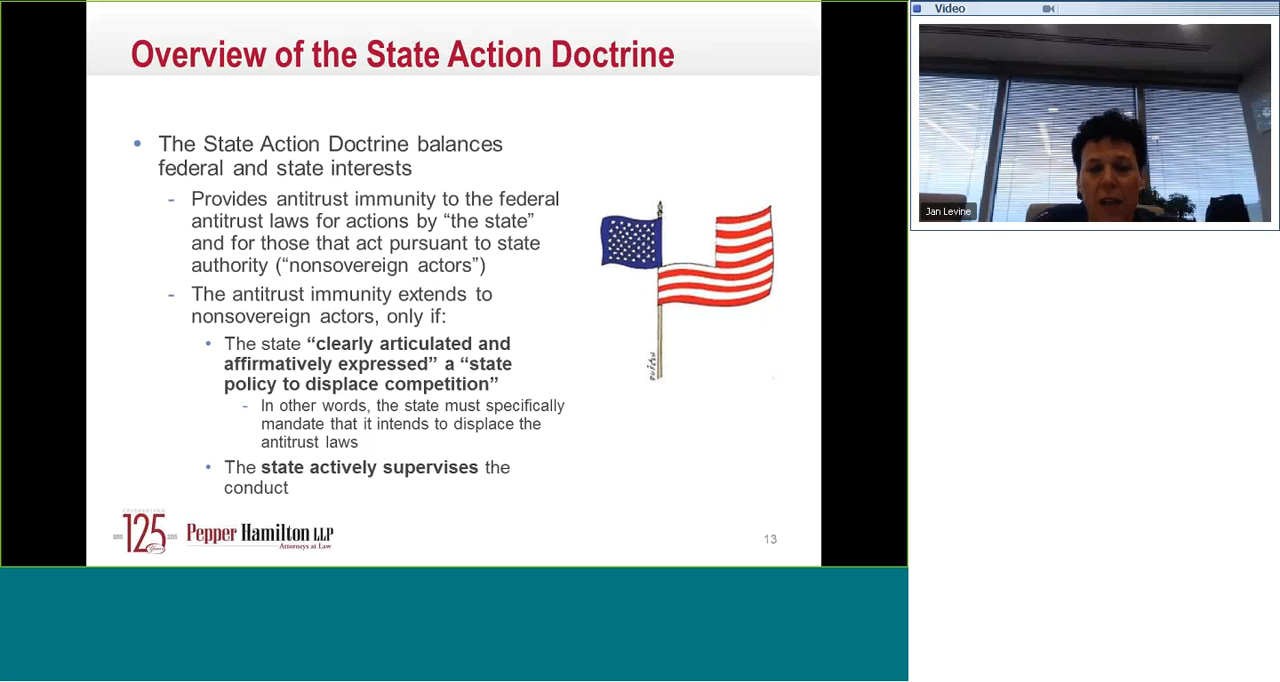 Overview of the State Action Doctrine
• The State Action Doctrine balances
federal and state interests
- Provides antitrust immunity to the federal
antitrust laws for actions by “the state”
and for those that act pursuant to state
authority (“nonsovereign actors”)
- The antitrust immunity extends to
nonsovereign actors, only if:
• The state “clearly articulated and
affirmatively expressed” a “state
policy to displace competition”
- In other words, the state must specifically
mandate that it intends to displace the
antitrust laws
• The state actively supervises the
conduct
CELEBRATING
125
Years
Pepper Hamilton LLP
Attorneys at Law
13
Video
Jan Levine